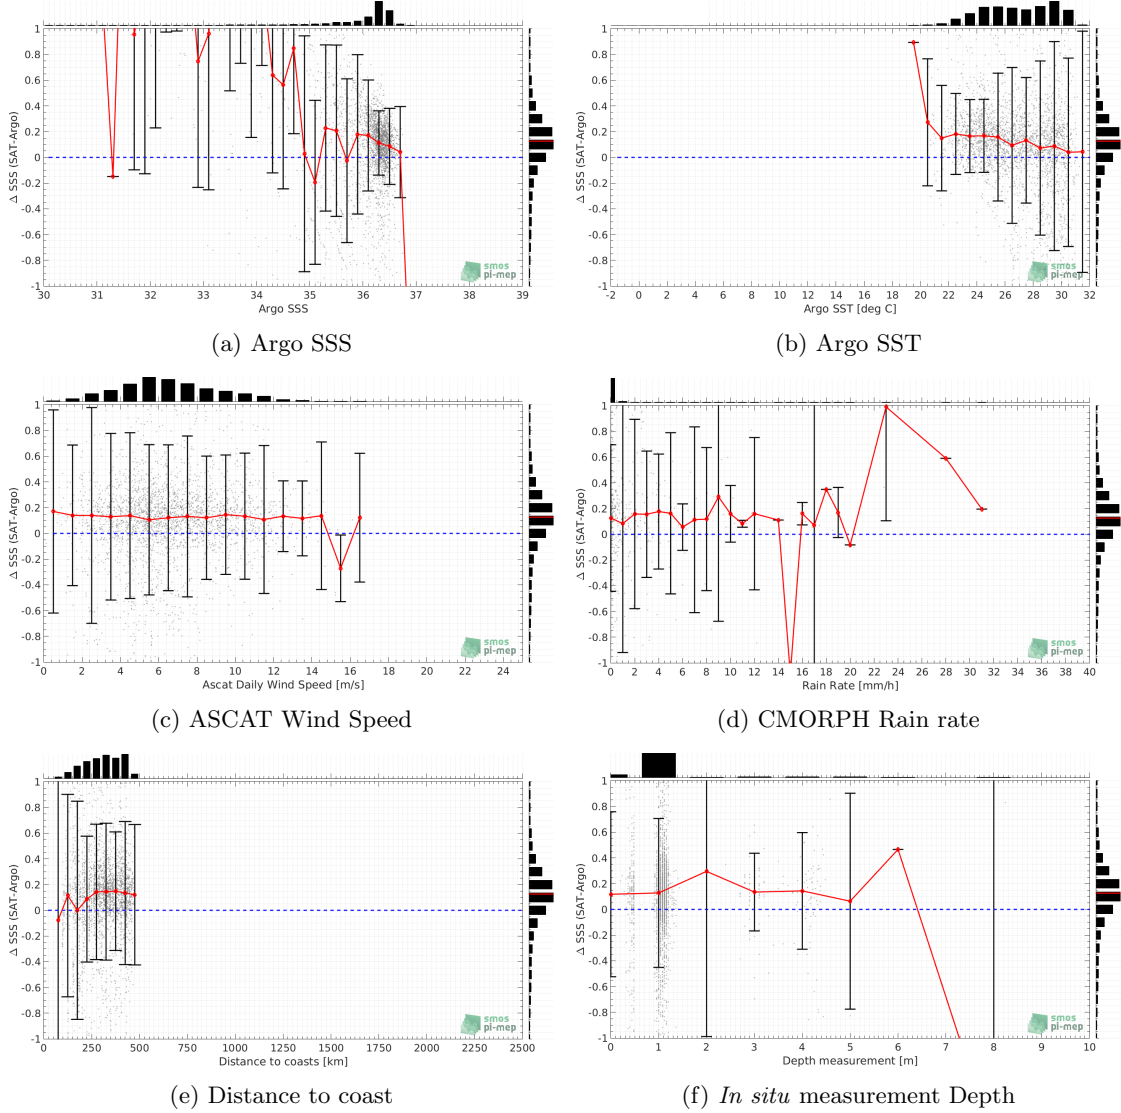 1
0.8
0.6
0.4
0.2
0
-0.2
-0.4
-0.6
-0.8
-1
Δ SSS (SAT-Argo)
30 31 32 33 34 35 36 37 38 39
Argo SSS
smos
pi-mep
(a) Argo SSS
1
0.8
0.6
0.4
0.2
0
-0.2
-0.4
-0.6
-0.8
-1
Δ SSS (SAT-Argo)
-2 0 2 4 6 8 10 12 14 16 18 20 22 24 26 28 30 32
Argo SST [deg C]
smos
pi-mep
(b) Argo SST
1
0.8
0.6
0.4
0.2
0
-0.2
-0.4
-0.6
-0.8
-1
Δ SSS (SAT-Argo)
0 2 4 6 8 10 12 14 16 18 20 22 24
Ascat Daily Wind Speed [m/s]
smos
pi-mep
(c) ASCAT Wind Speed
1
0.8
0.6
0.4
0.2
0
-0.2
-0.4
-0.6
-0.8
-1
Δ SSS (SAT-Argo)
0 2 4 6 8 10 12 14 16 18 20 22 24 26 28 30 32 34 36 38 40
Rain Rate [mm/h]
smos
pi-mep
(d) CMORPH Rain rate
1
0.8
0.6
0.4
0.2
0
-0.2
-0.4
-0.6
-0.8
-1
Δ SSS (SAT-Argo)
0 250 500 750 1000 1250 1500 1750 2000 2250 2500
Distance to coasts [km]
smos
pi-mep
(e) Distance to coast
1
0.8
0.6
0.4
0.2
0
-0.2
-0.4
-0.6
-0.8
-1
Δ SSS (SAT-Argo)
0 1 2 3 4 5 6 7 8 9 10
Depth measurement [m]
smos
pi-mep
(f) In situ measurement Depth